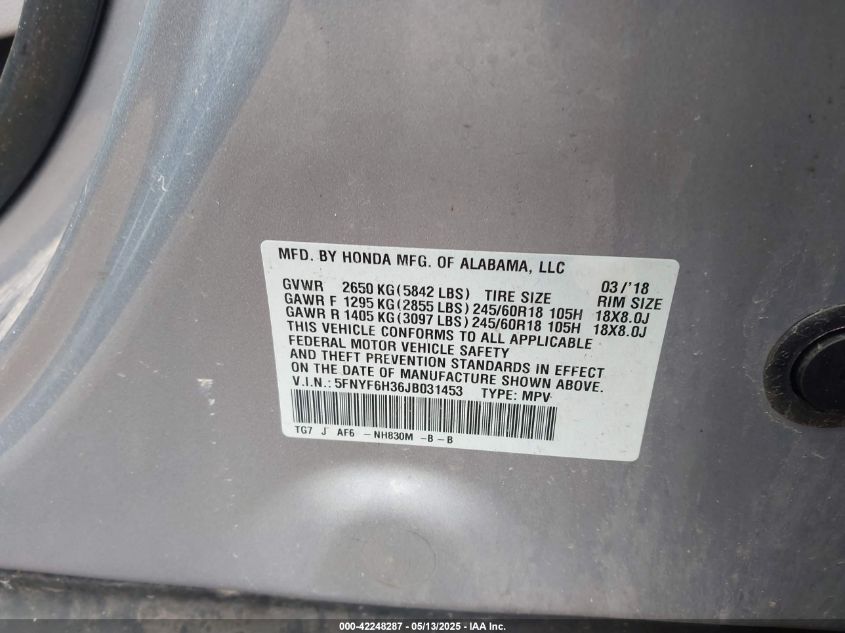 MFD. BY HONDA MFG. OF ALABAMA, LLC
GVWR 2650 KG(5842 LBS) TIRE SIZE 03/'18 RIM SIZE
GAWR F 1295 KG(2855 LBS) 245/60R18 105H 18X8.0J
GAWR R 1405 KG(3097 LBS) 245/60R18 105H 18X8.0J
THIS VEHICLE CONFORMS TO ALL APPLICABLE
FEDERAL MOTOR VEHICLE SAFETY
AND THEFT PREVENTION STANDARDS IN EFFECT
ON THE DATE OF MANUFACTURE SHOWN ABOVE.
V.I.N.: 5FNYF6H36JB031453 TYPE: MPV
TG7 J AF6 -NH830M -B-B
000-42248287 - 05/13/2025 - IAA Inc.